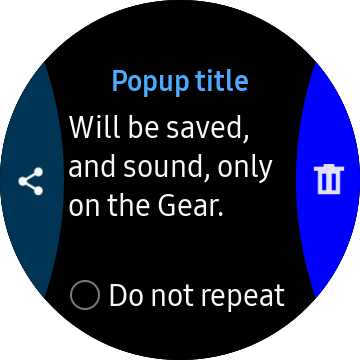 Popup title
Will be saved,
and sound, only
on the Gear.
Do not repeat